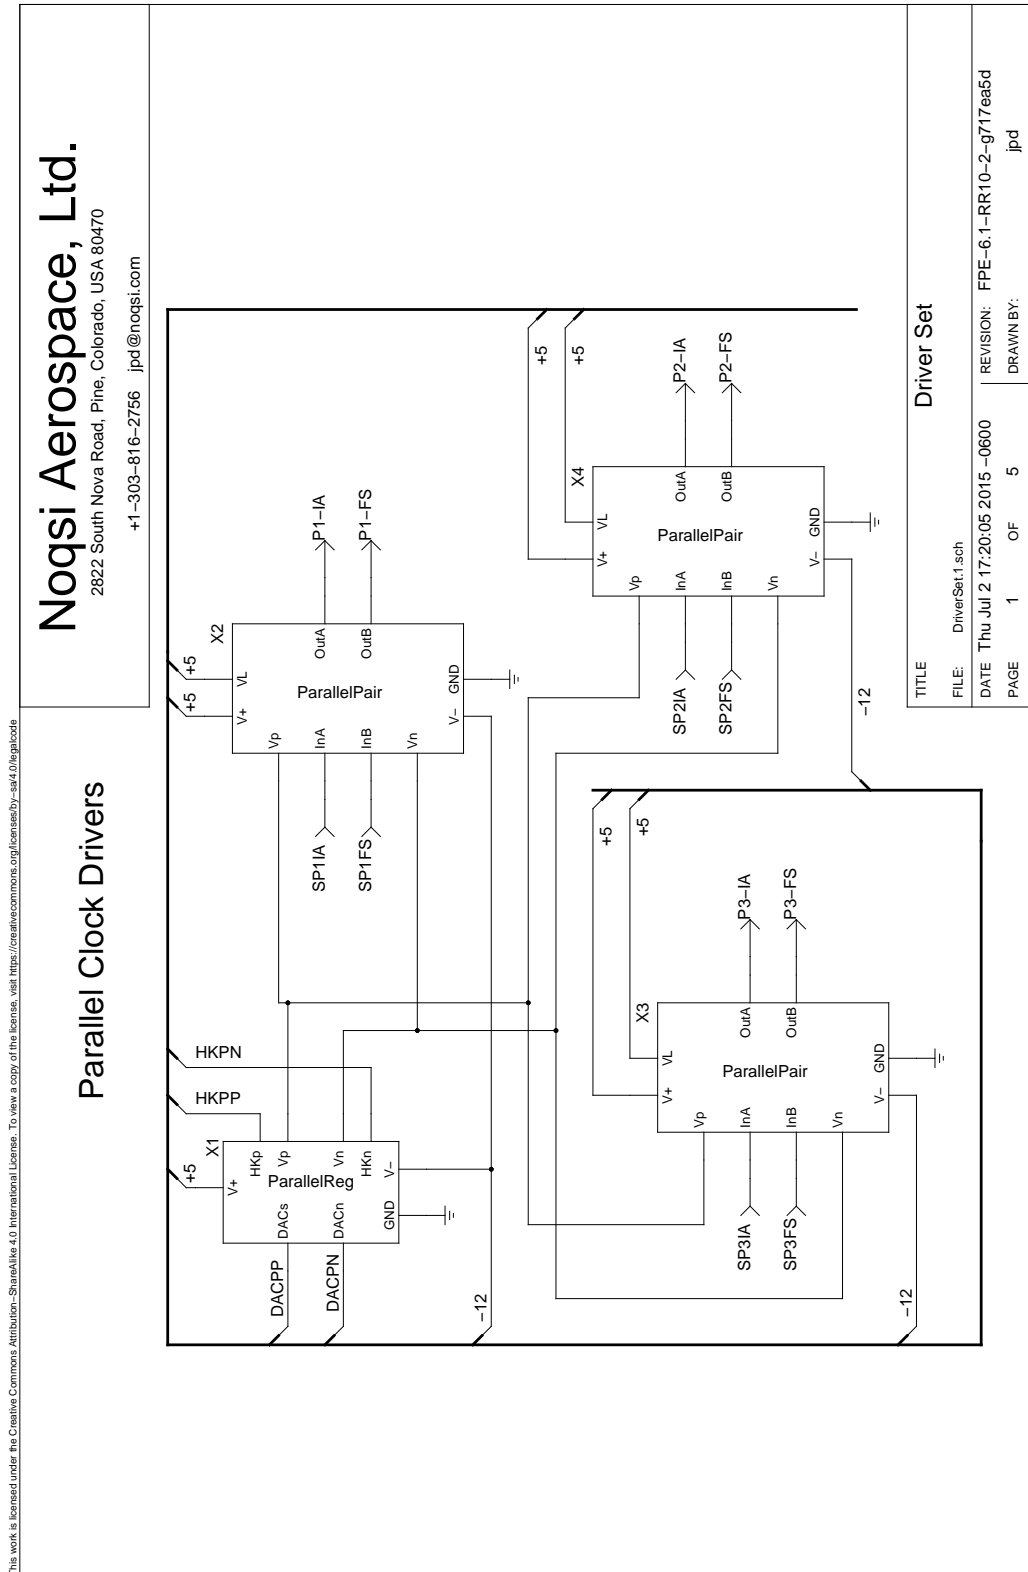 This work is licensed under the Creative Commons Attribution−ShareAlike 4.0 International License. To view a copy of the license, visit https://creativecommons.org/licenses/by−sa/4.0/legalcode
Parallel Clock Drivers
Noqsi Aerospace, Ltd.
2822 South Nova Road, Pine, Colorado, USA 80470
+1−303−816−2756 jpd@noqsi.com
+5
HKPP
HKPN
X1
V+
HKp
Vp
Vn
HKn
ParallelReg
DACs
DACn
GND
V−
DACPP
DACPN
−12
+5
+5
X2
V+
VL
Vp
InA
InB
Vn
ParallelPair
OutA
OutB
V−
GND
SP1IA
SP1FS
P1−IA
P1−FS
+5
+5
X3
V+
VL
Vp
InA
InB
Vn
ParallelPair
OutA
OutB
V−
GND
SP3IA
SP3FS
P3−IA
P3−FS
−12
+5
+5
X4
V+
VL
Vp
InA
InB
Vn
ParallelPair
OutA
OutB
V−
GND
SP2IA
SP2FS
P2−IA
P2−FS
−12
TITLE
Driver Set
FILE: DriverSet.1.sch
REVISION: FPE−6.1−RR10−2−g717ea5d
DATE Thu Jul 2 17:20:05 2015 −0600
PAGE 1 OF 5
DRAWN BY: jpd